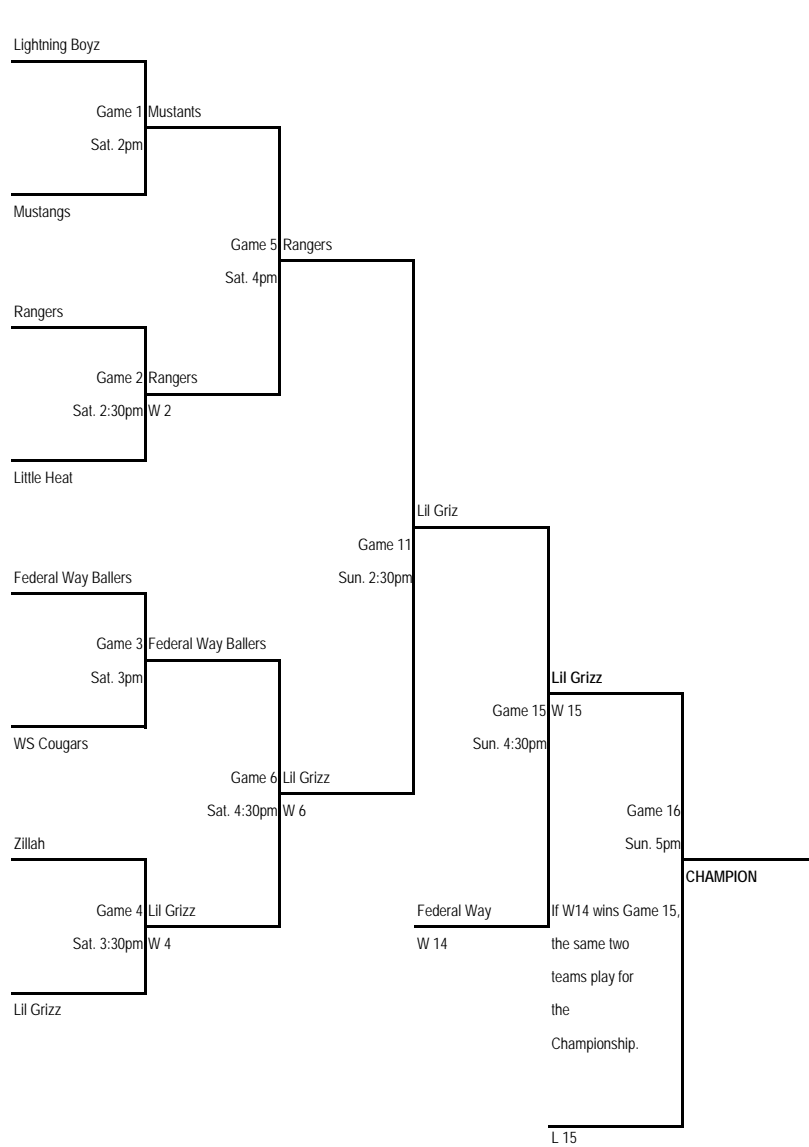 Lightning Boyz
Game 1 Mustants
Sat. 2pm
Mustangs
Game 5 Rangers
Sat. 4pm
Rangers
Game 2 Rangers
Sat. 2:30pm W 2
Little Heat
Lil Griz
Game 11
Sun. 2:30pm
Federal Way Ballers
Game 3 Federal Way Ballers
Sat. 3pm
Lil Grizz
Game 15 W 15
WS Cougars
Sun. 4:30pm
Game 6 Lil Grizz
Sat. 4:30pm W 6
Game 16
Zillah
Sun. 5pm
CHAMPION
Game 4 Lil Grizz
Sat. 3:30pm W 4
Federal Way
W 14
If W14 wins Game 15,
the same two
teams play for
the
Championship.
Lil Grizz
L 15